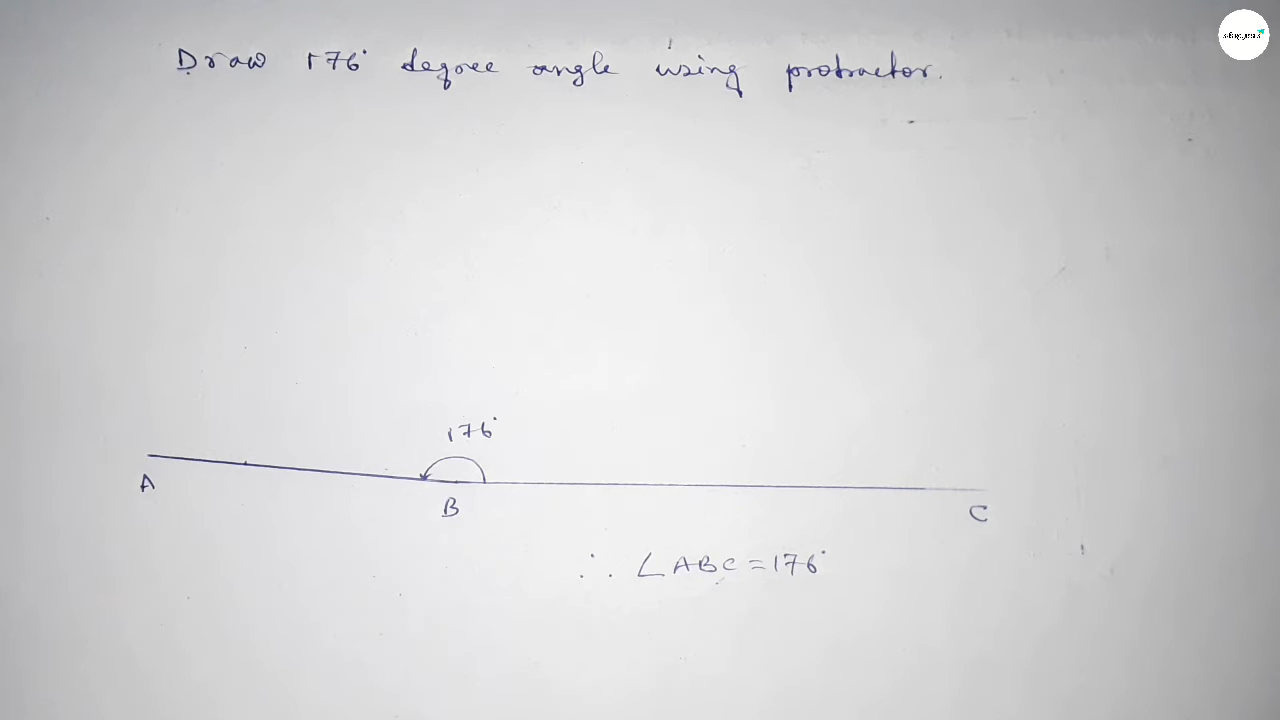 Draw 176° degree angle using protractor.
176°
A
B
C
∴ ∠ABC = 176°